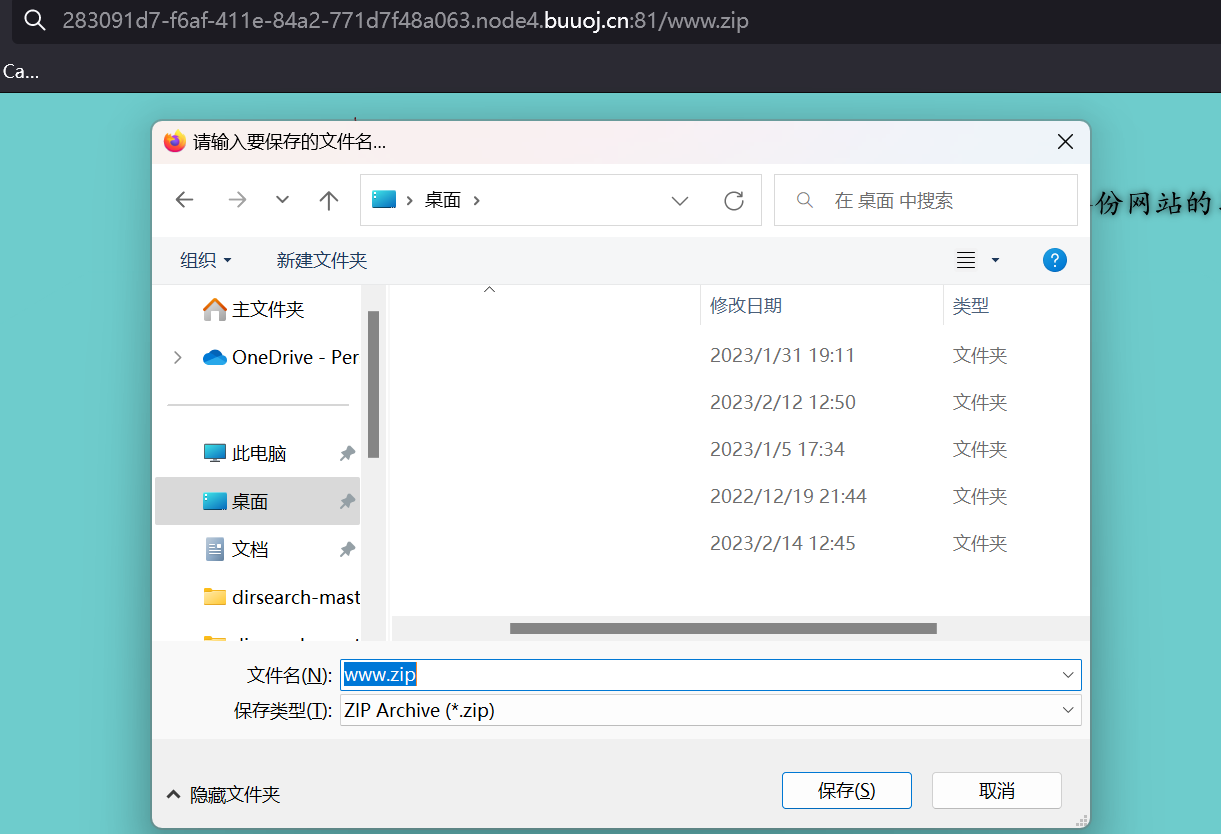 283091d7-f6af-411e-84a2-771d7f48a063.node4.buuoj.cn:81/www.zip
Ca...
请输入要保存的文件名...
桌面
在 桌面 中搜索
份网站的
组织
新建文件夹
?
主文件夹
修改日期
类型
OneDrive - Per
2023/1/31 19:11
文件夹
2023/2/12 12:50
文件夹
此电脑
2023/1/5 17:34
文件夹
桌面
2022/12/19 21:44
文件夹
文档
2023/2/14 12:45
文件夹
dirsearch-mast
文件名(N):
www.zip
保存类型(T):
ZIP Archive (*.zip)
隐藏文件夹
保存(S)
取消